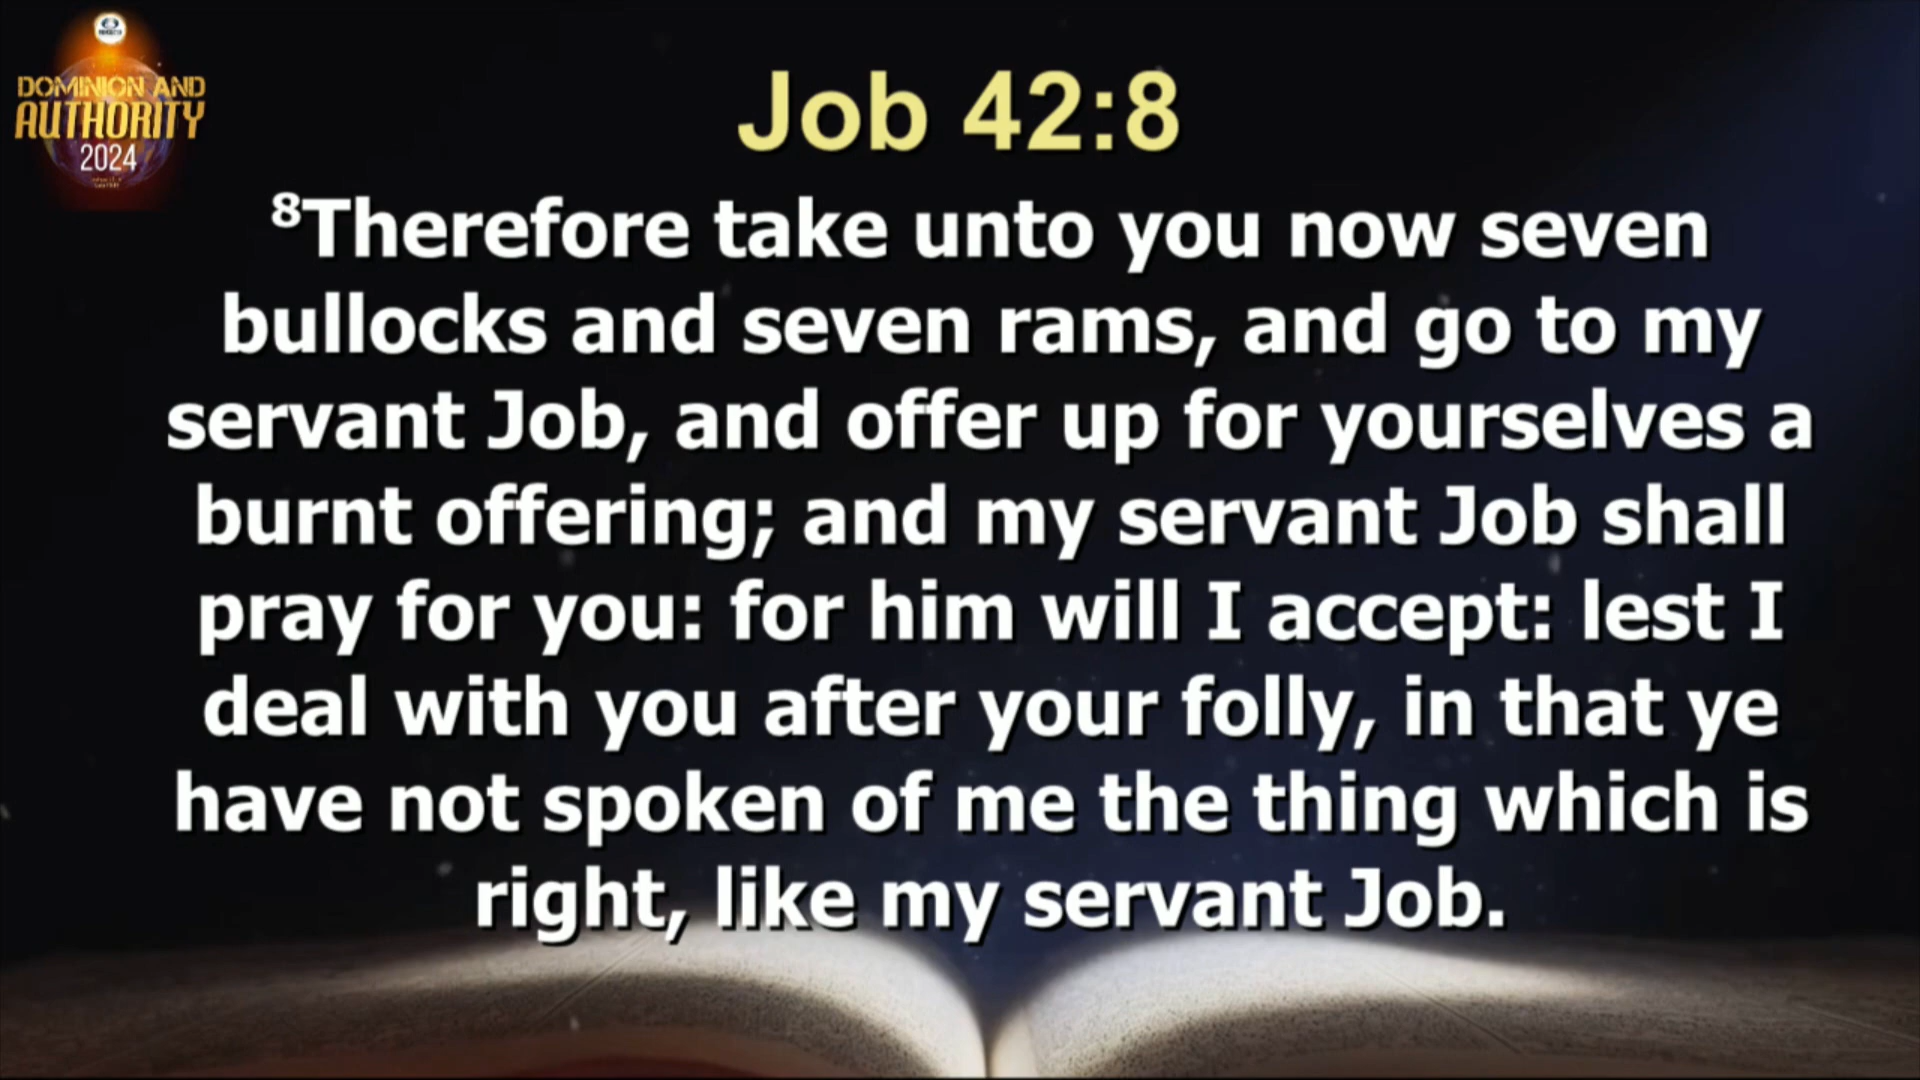 DOMINION AND
AUTHORITY
2024
Job 42:8
⁸Therefore take unto you now seven
bullocks and seven rams, and go to my
servant Job, and offer up for yourselves a
burnt offering; and my servant Job shall
pray for you: for him will I accept: lest I
deal with you after your folly, in that ye
have not spoken of me the thing which is
right, like my servant Job.